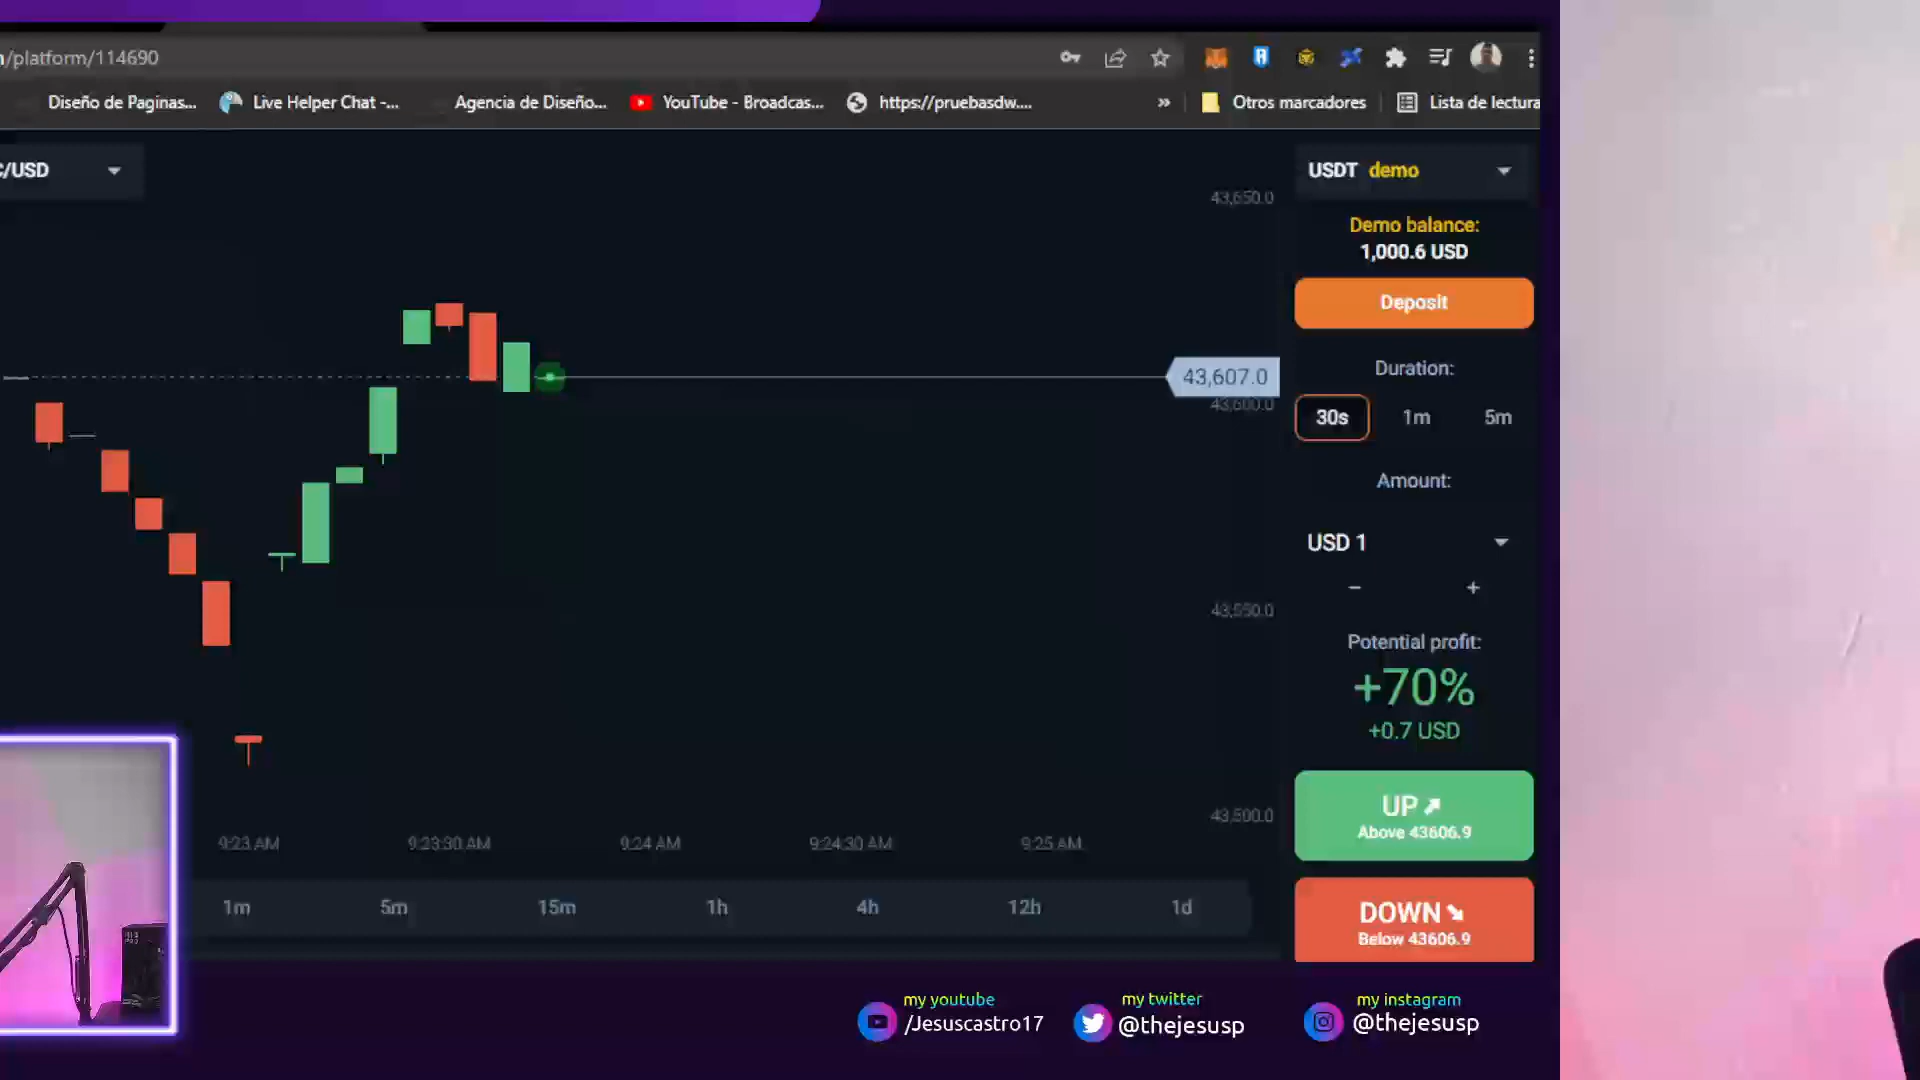 /platform/114690
Diseño de Paginas... Live Helper Chat -... Agencia de Diseño... YouTube - Broadcas... https://pruebasdw.... » Otros marcadores Lista de lectura
/USD
USDT demo
43,650.0
Demo balance:
1,000.6 USD
Deposit
Duration:
43,607.0
43,600.0
30s 1m 5m
Amount:
USD 1
− +
43,550.0
Potential profit:
+70%
+0.7 USD
UP
Above 43606.9
43,500.0
9:23 AM 9:23:30 AM 9:24 AM 9:24:30 AM 9:25 AM
1m 5m 15m 1h 4h 12h 1d
DOWN
Below 43606.9
my youtube
/Jesuscastro17
my twitter
@thejesusp
my instagram
@thejesusp